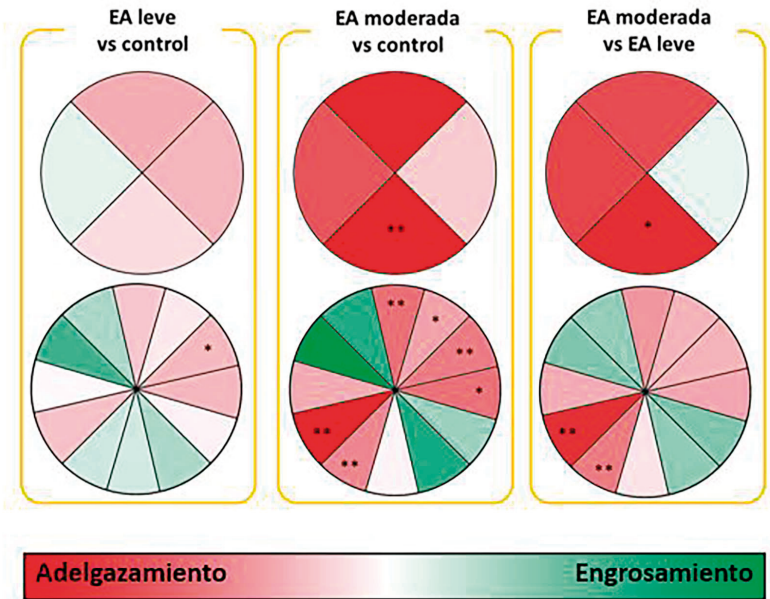 EA leve
vs control
EA moderada
vs control
EA moderada
vs EA leve
**
*
*
**
*
**
*
**
**
**
**
Adelgazamiento
Engrosamiento